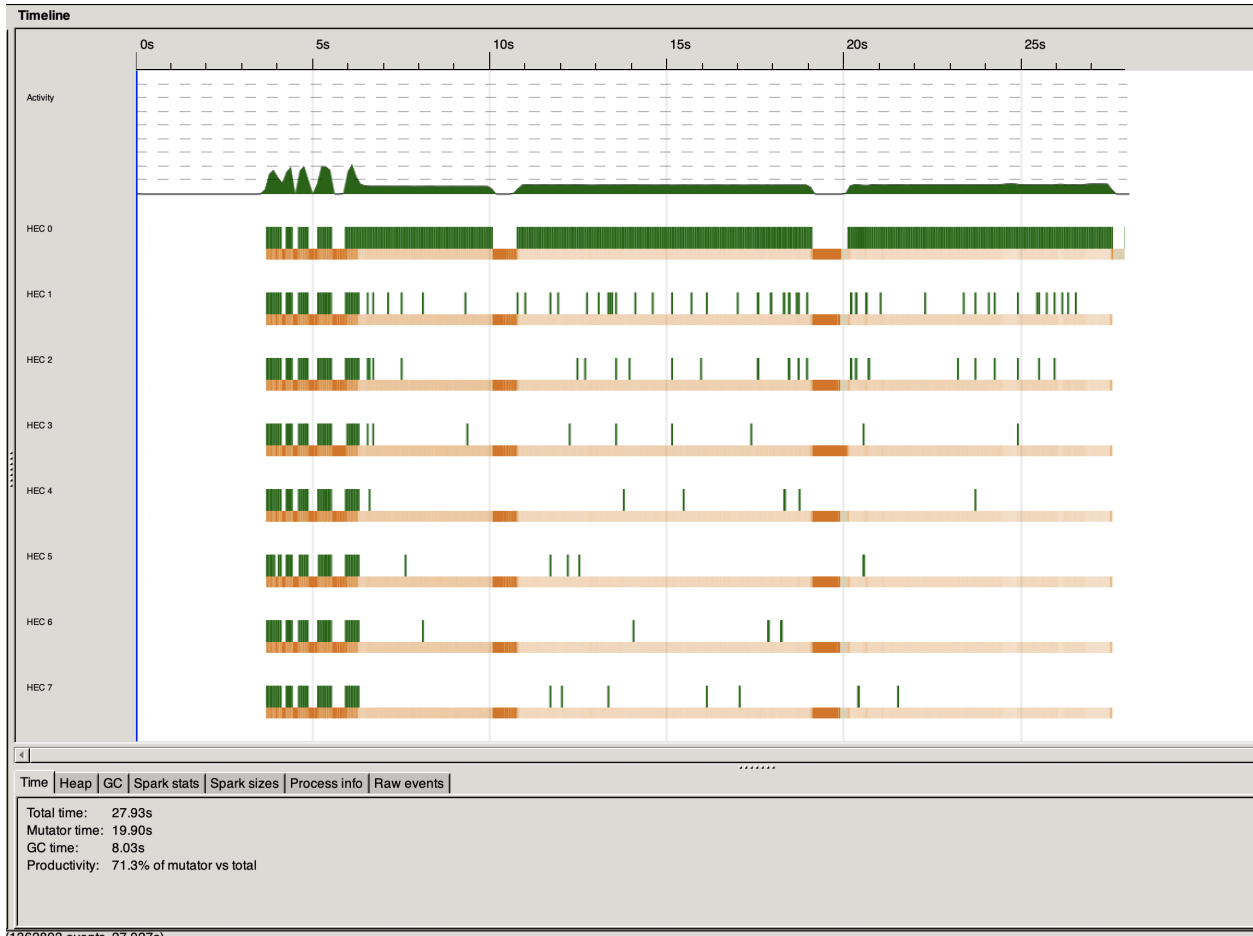 Timeline
0s 5s 10s 15s 20s 25s
Activity
HEC 0
HEC 1
HEC 2
HEC 3
HEC 4
HEC 5
HEC 6
HEC 7
Time Heap GC Spark stats Spark sizes Process info Raw events
Total time: 27.93s
Mutator time: 19.90s
GC time: 8.03s
Productivity: 71.3% of mutator vs total